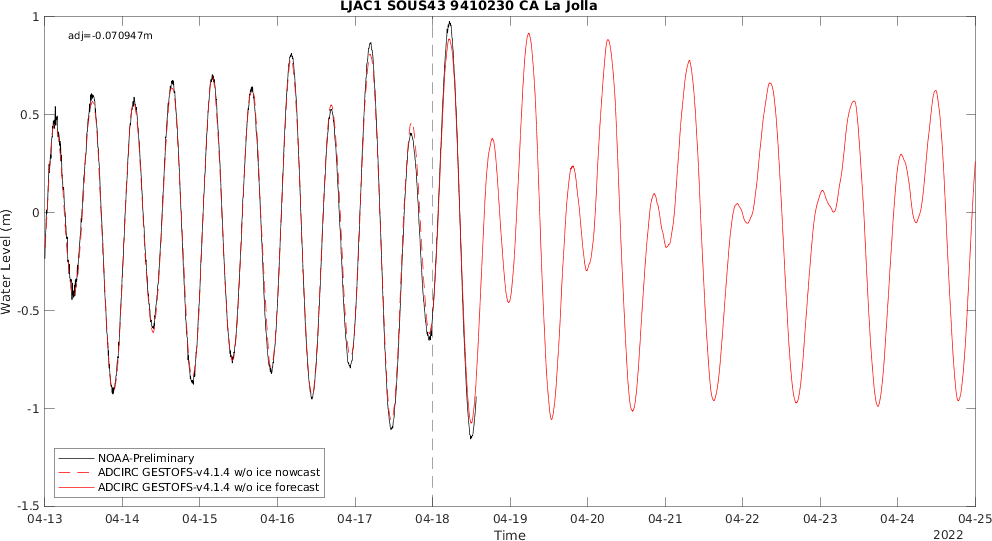 LJAC1 SOUS43 9410230 CA La Jolla
adj=-0.070947m
1
0.5
0
-0.5
-1
-1.5
Water Level (m)
NOAA-Preliminary
ADCIRC GESTOFS-v4.1.4 w/o ice nowcast
ADCIRC GESTOFS-v4.1.4 w/o ice forecast
04-13 04-14 04-15 04-16 04-17 04-18 04-19 04-20 04-21 04-22 04-23 04-24 04-25
Time
2022